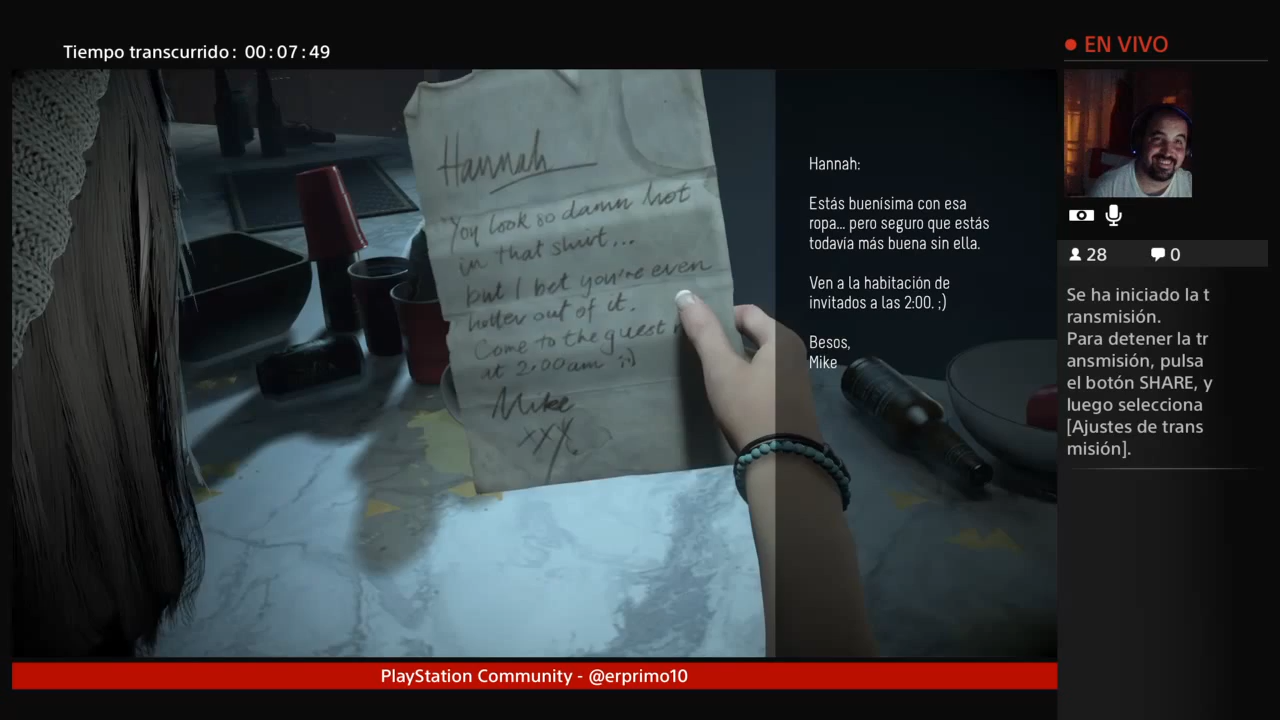 Tiempo transcurrido: 00:07:49
EN VIVO
Hannah
You look so damn hot
in that shirt...
but I bet you're even
hotter out of it.
Come to the guest
at 2:00am ;)
Mike
xxx
Hannah:
Estás buenísima con esa
ropa... pero seguro que estás
todavía más buena sin ella.
Ven a la habitación de
invitados a las 2:00. ;)
Besos,
Mike
28
0
Se ha iniciado la t
ransmisión.
Para detener la tr
ansmisión, pulsa
el botón SHARE, y
luego selecciona
[Ajustes de trans
misión].
PlayStation Community - @erprimo10